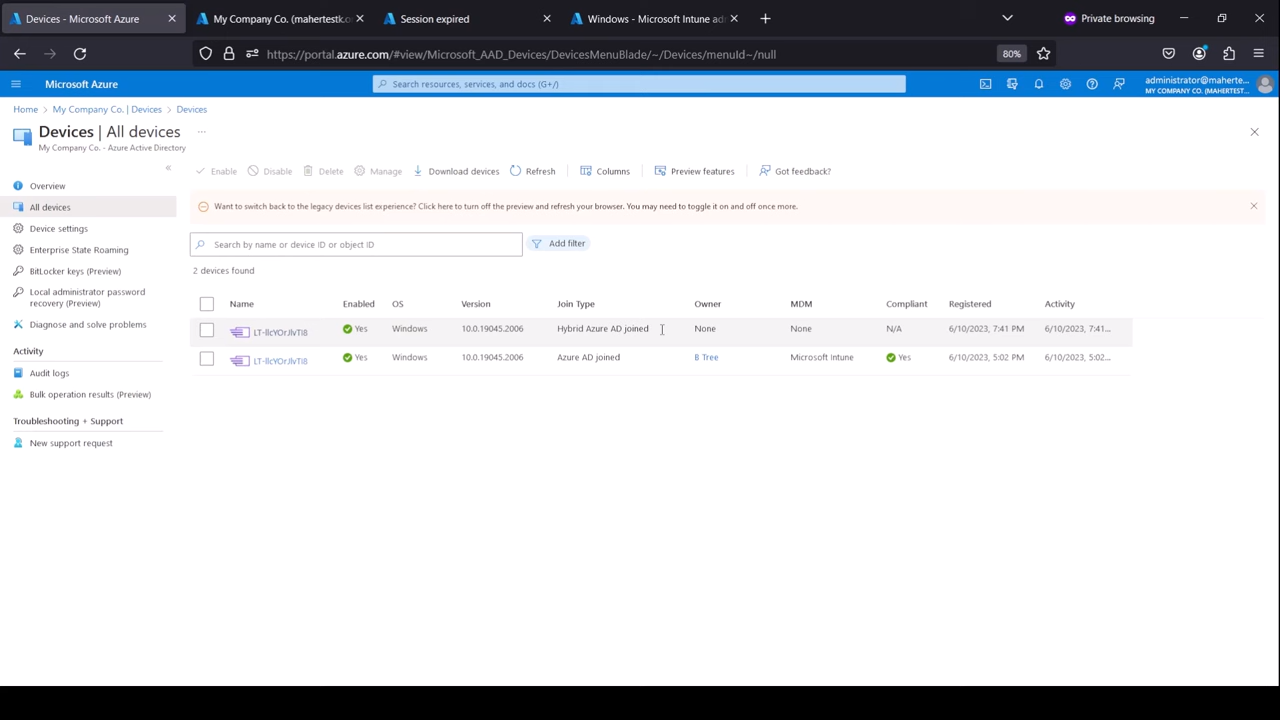 Devices - Microsoft Azure
My Company Co. (mahertestk.o
Session expired
Windows - Microsoft Intune ad
Private browsing
https://portal.azure.com/#view/Microsoft_AAD_Devices/DevicesMenuBlade/~/Devices/menuId~/null
80%
Microsoft Azure
Search resources, services, and docs (G+/)
administrator@maherte...
MY COMPANY CO. (MAHERTEST...
Home > My Company Co. | Devices > Devices
Devices | All devices ...
My Company Co. - Azure Active Directory
Enable Disable Delete Manage Download devices Refresh Columns Preview features Got feedback?
Overview
All devices
Device settings
Enterprise State Roaming
BitLocker keys (Preview)
Local administrator password
recovery (Preview)
Diagnose and solve problems
Activity
Audit logs
Bulk operation results (Preview)
Troubleshooting + Support
New support request
Want to switch back to the legacy devices list experience? Click here to turn off the preview and refresh your browser. You may need to toggle it on and off once more.
Search by name or device ID or object ID
Add filter
2 devices found
Name Enabled OS Version Join Type Owner MDM Compliant Registered Activity
LT-llcYOrJlvTI8 Yes Windows 10.0.19045.2006 Hybrid Azure AD joined None None N/A 6/10/2023, 7:41 PM 6/10/2023, 7:41...
LT-llcYOrJlvTI8 Yes Windows 10.0.19045.2006 Azure AD joined B Tree Microsoft Intune Yes 6/10/2023, 5:02 PM 6/10/2023, 5:02...